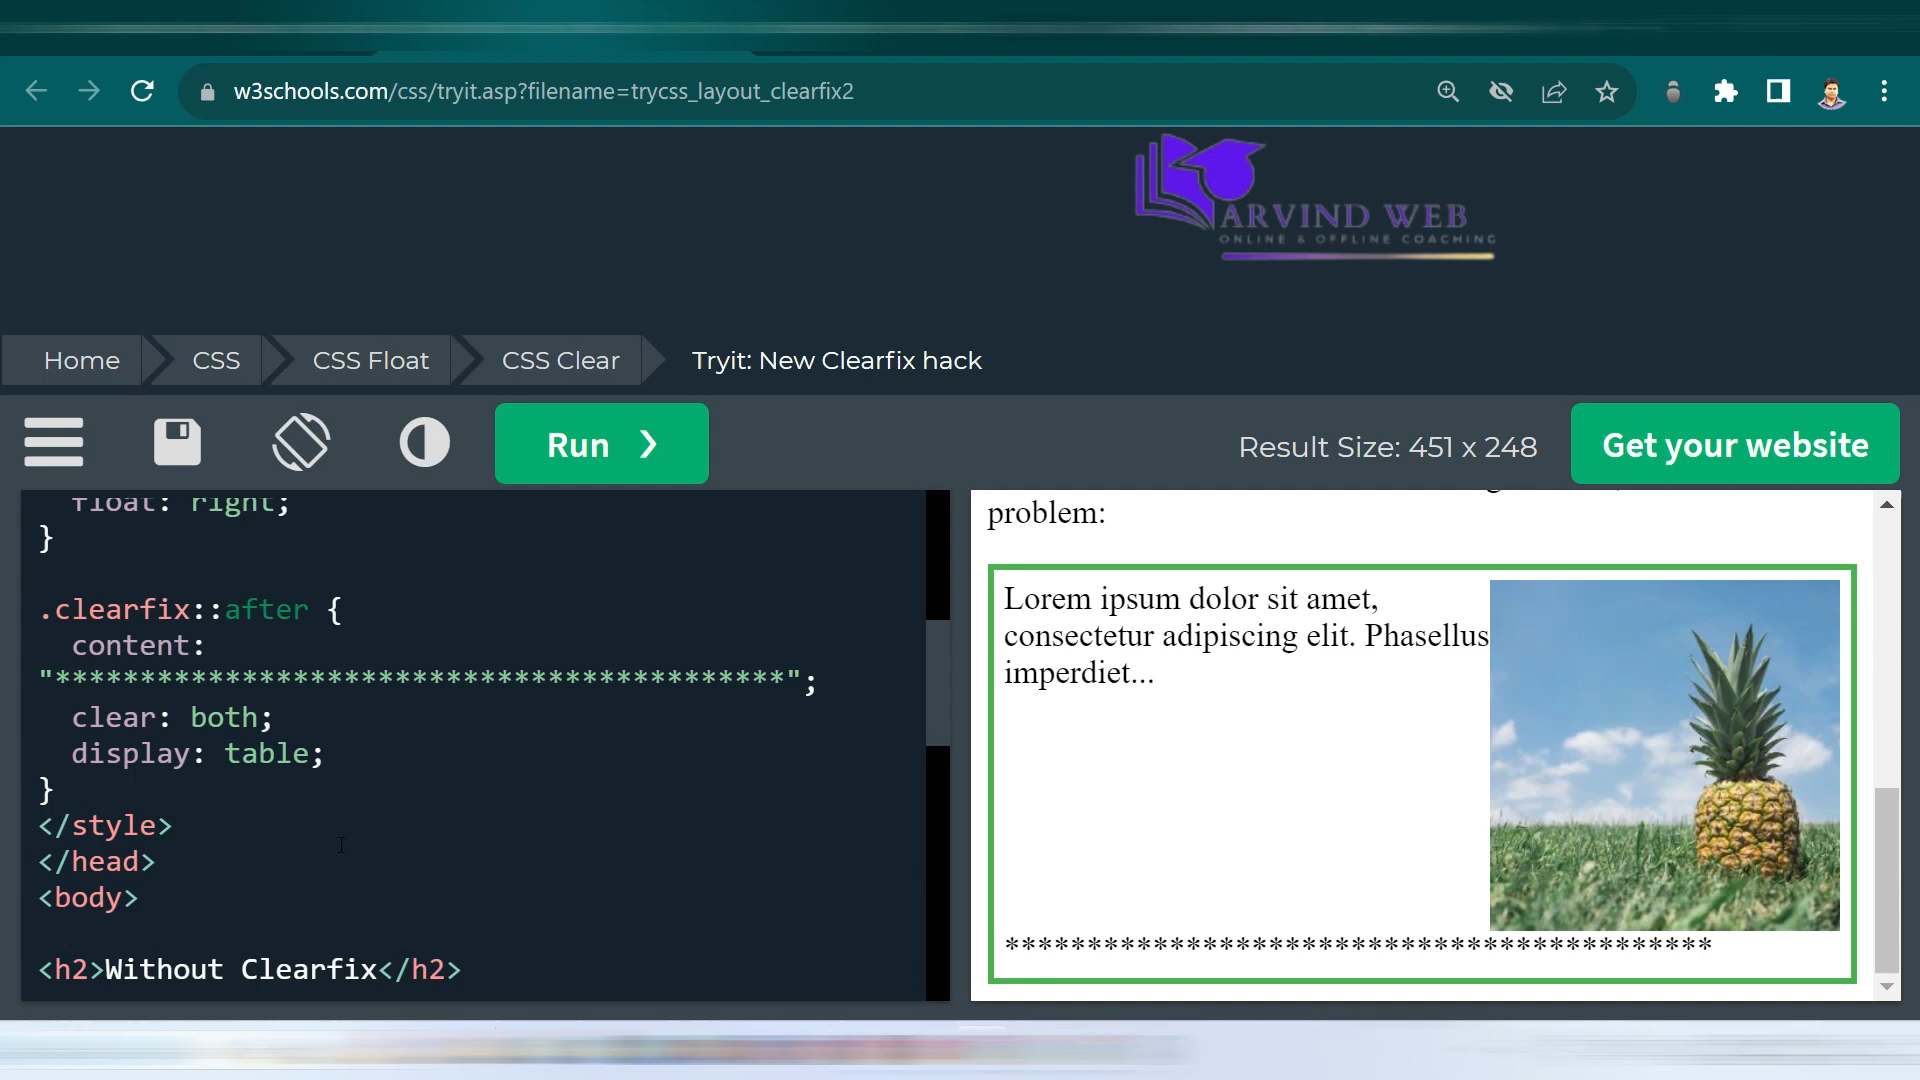 w3schools.com/css/tryit.asp?filename=trycss_layout_clearfix2
ARVIND WEB
ONLINE & OFFLINE COACHING
Home
CSS
CSS Float
CSS Clear
Tryit: New Clearfix hack
Run ❯
Result Size: 451 x 248
Get your website
float: right;
}
.clearfix::after {
content:
"*******************************************";
clear: both;
display: table;
}
</style>
</head>
<body>
<h2>Without Clearfix</h2>
problem:
Lorem ipsum dolor sit amet,
consectetur adipiscing elit. Phasellus
imperdiet...
*******************************************